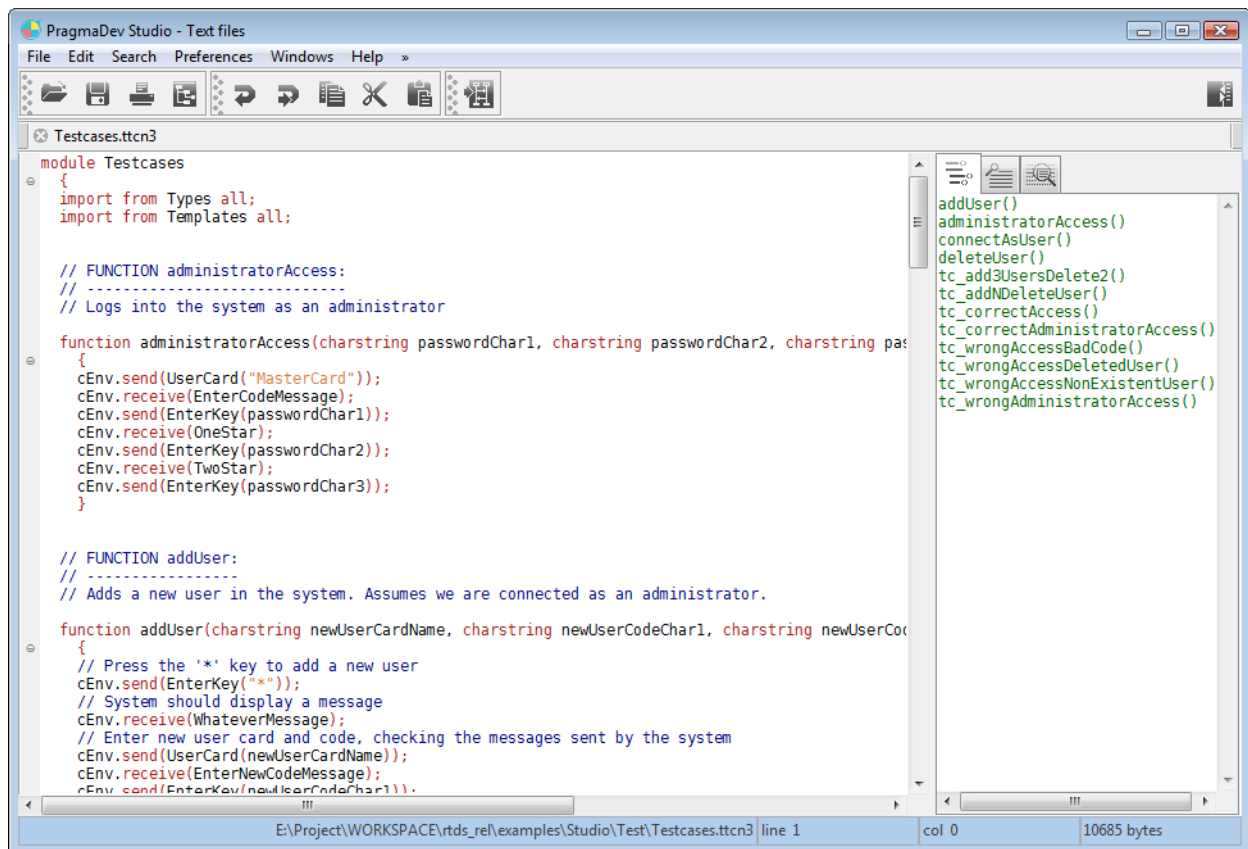 PragmaDev Studio - Text files
File Edit Search Preferences Windows Help »
Testcases.ttcn3
module Testcases
{
import from Types all;
import from Templates all;
// FUNCTION administratorAccess:
// -----------------------------
// Logs into the system as an administrator
function administratorAccess(charstring passwordChar1, charstring passwordChar2, charstring pas
{
cEnv.send(UserCard("MasterCard"));
cEnv.receive(EnterCodeMessage);
cEnv.send(EnterKey(passwordChar1));
cEnv.receive(OneStar);
cEnv.send(EnterKey(passwordChar2));
cEnv.receive(TwoStar);
cEnv.send(EnterKey(passwordChar3));
}
// FUNCTION addUser:
// -----------------
// Adds a new user in the system. Assumes we are connected as an administrator.
function addUser(charstring newUserCardName, charstring newUserCodeChar1, charstring newUserCod
{
// Press the '*' key to add a new user
cEnv.send(EnterKey("*"));
// System should display a message
cEnv.receive(WhateverMessage);
// Enter new user card and code, checking the messages sent by the system
cEnv.send(UserCard(newUserCardName));
cEnv.receive(EnterNewCodeMessage);
cEnv.send(EnterKey(newUserCodeChar1));
addUser()
administratorAccess()
connectAsUser()
deleteUser()
tc_add3UsersDelete2()
tc_addNDeleteUser()
tc_correctAccess()
tc_correctAdministratorAccess()
tc_wrongAccessBadCode()
tc_wrongAccessDeletedUser()
tc_wrongAccessNonExistentUser()
tc_wrongAdministratorAccess()
E:\Project\WORKSPACE\rtds_rel\examples\Studio\Test\Testcases.ttcn3 line 1 col 0 10685 bytes